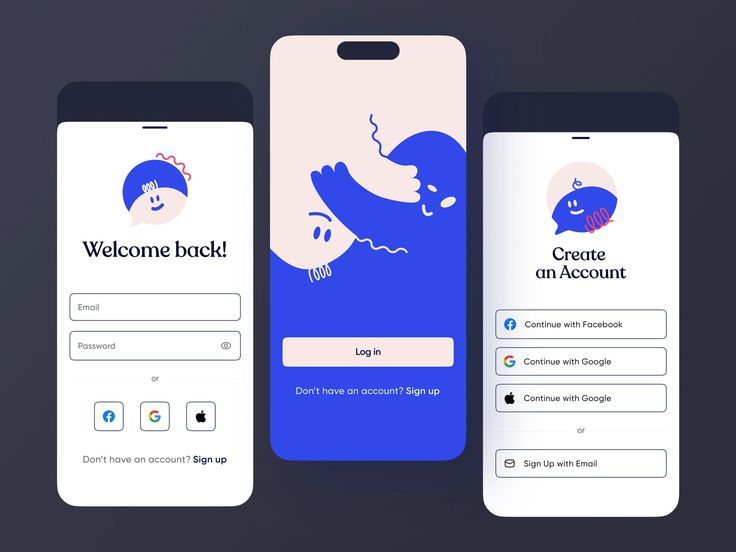 Welcome back!
Email
Password
or
Don't have an account? Sign up
Log in
Don't have an account? Sign up
Create
an Account
Continue with Facebook
Continue with Google
Continue with Google
or
Sign Up with Email